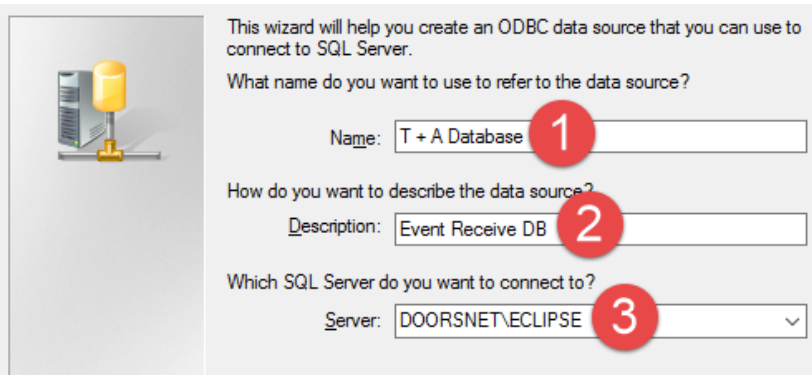 This wizard will help you create an ODBC data source that you can use to
connect to SQL Server.
What name do you want to use to refer to the data source?
Name: T + A Database 1
How do you want to describe the data source?
Description: Event Receive DB 2
Which SQL Server do you want to connect to?
Server: DOORSNET\ECLIPSE 3